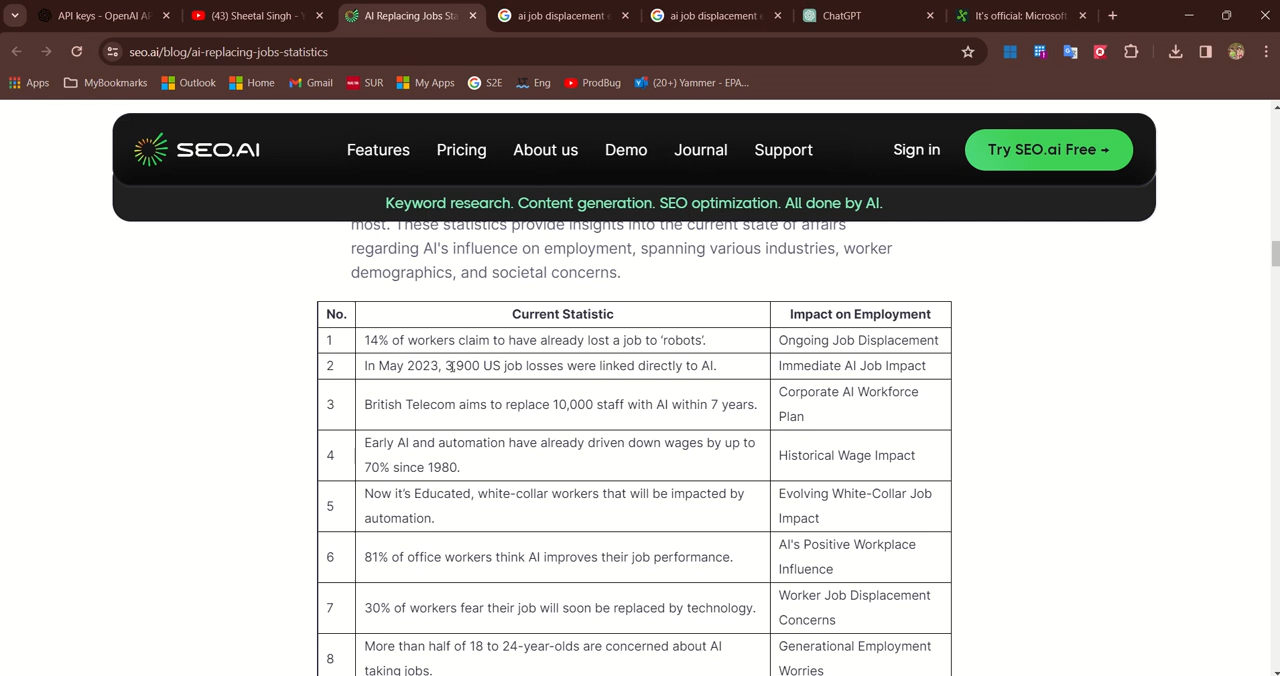 API keys - OpenAI AP
(43) Sheetal Singh - Y
AI Replacing Jobs Sta
ai job displacement e
ai job displacement e
ChatGPT
It's official: Microsoft
seo.ai/blog/ai-replacing-jobs-statistics
Apps MyBookmarks Outlook Home Gmail SUR My Apps S2E Eng ProdBug (20+) Yammer - EPA...
SEO.AI Features Pricing About us Demo Journal Support Sign in Try SEO.ai Free →
Keyword research. Content generation. SEO optimization. All done by AI.
most. These statistics provide insights into the current state of affairs
regarding AI's influence on employment, spanning various industries, worker
demographics, and societal concerns.
No. Current Statistic Impact on Employment
1 14% of workers claim to have already lost a job to ‘robots’. Ongoing Job Displacement
2 In May 2023, 3,900 US job losses were linked directly to AI. Immediate AI Job Impact
3 British Telecom aims to replace 10,000 staff with AI within 7 years. Corporate AI Workforce
Plan
4 Early AI and automation have already driven down wages by up to
70% since 1980. Historical Wage Impact
5 Now it’s Educated, white-collar workers that will be impacted by
automation. Evolving White-Collar Job
Impact
6 81% of office workers think AI improves their job performance. AI's Positive Workplace
Influence
7 30% of workers fear their job will soon be replaced by technology. Worker Job Displacement
Concerns
8 More than half of 18 to 24-year-olds are concerned about AI
taking jobs. Generational Employment
Worries